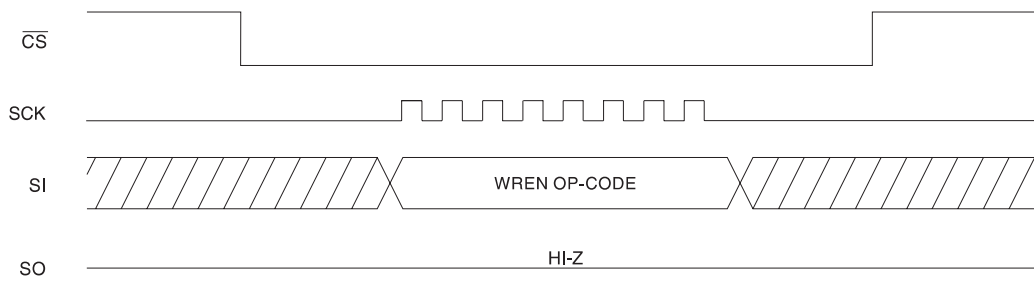 CS
SCK
SI
WREN OP-CODE
SO
HI-Z